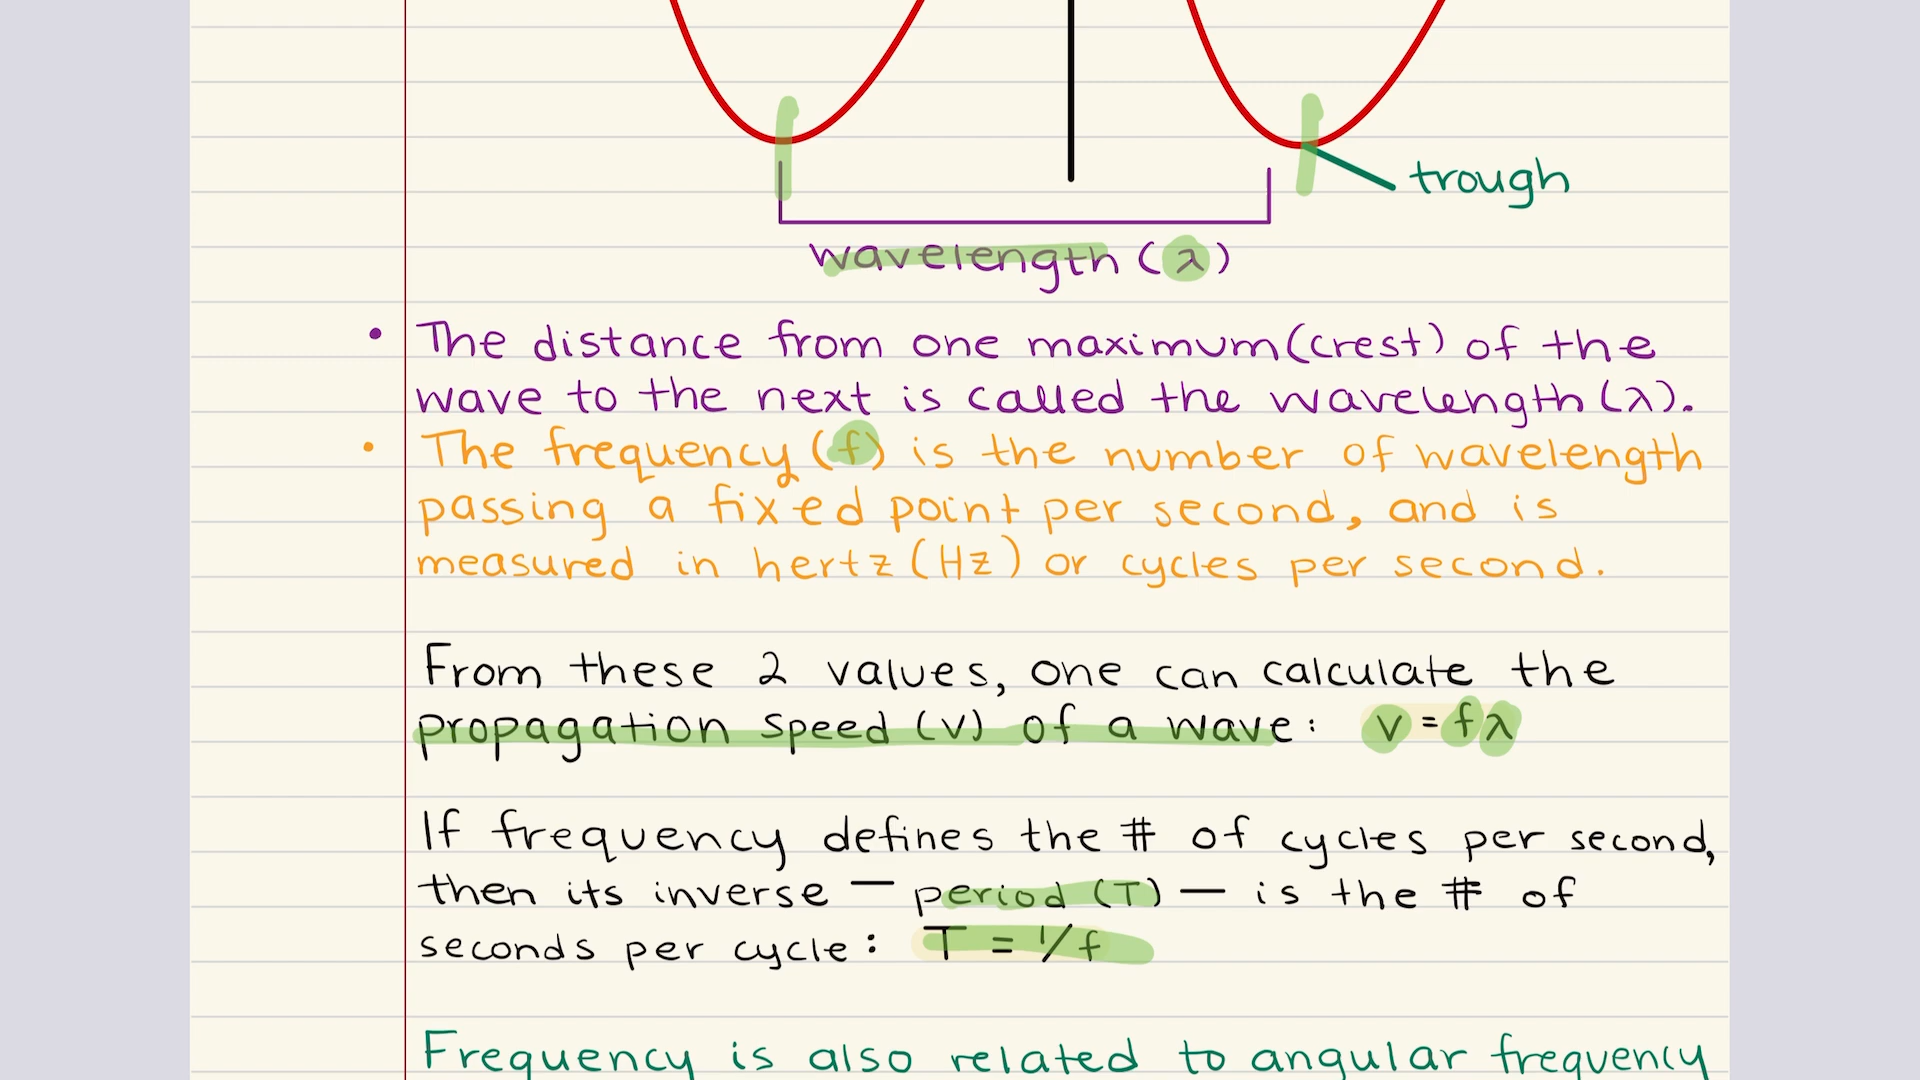 trough
wavelength (λ)
• The distance from one maximum(crest) of the
wave to the next is called the wavelength(λ).
• The frequency (f) is the number of wavelength
passing a fixed point per second, and is
measured in hertz (Hz) or cycles per second.
From these 2 values, one can calculate the
propagation speed (v) of a wave: v = fλ
If frequency defines the # of cycles per second,
then its inverse — period (T) — is the # of
seconds per cycle: T = 1/f
Frequency is also related to angular frequency